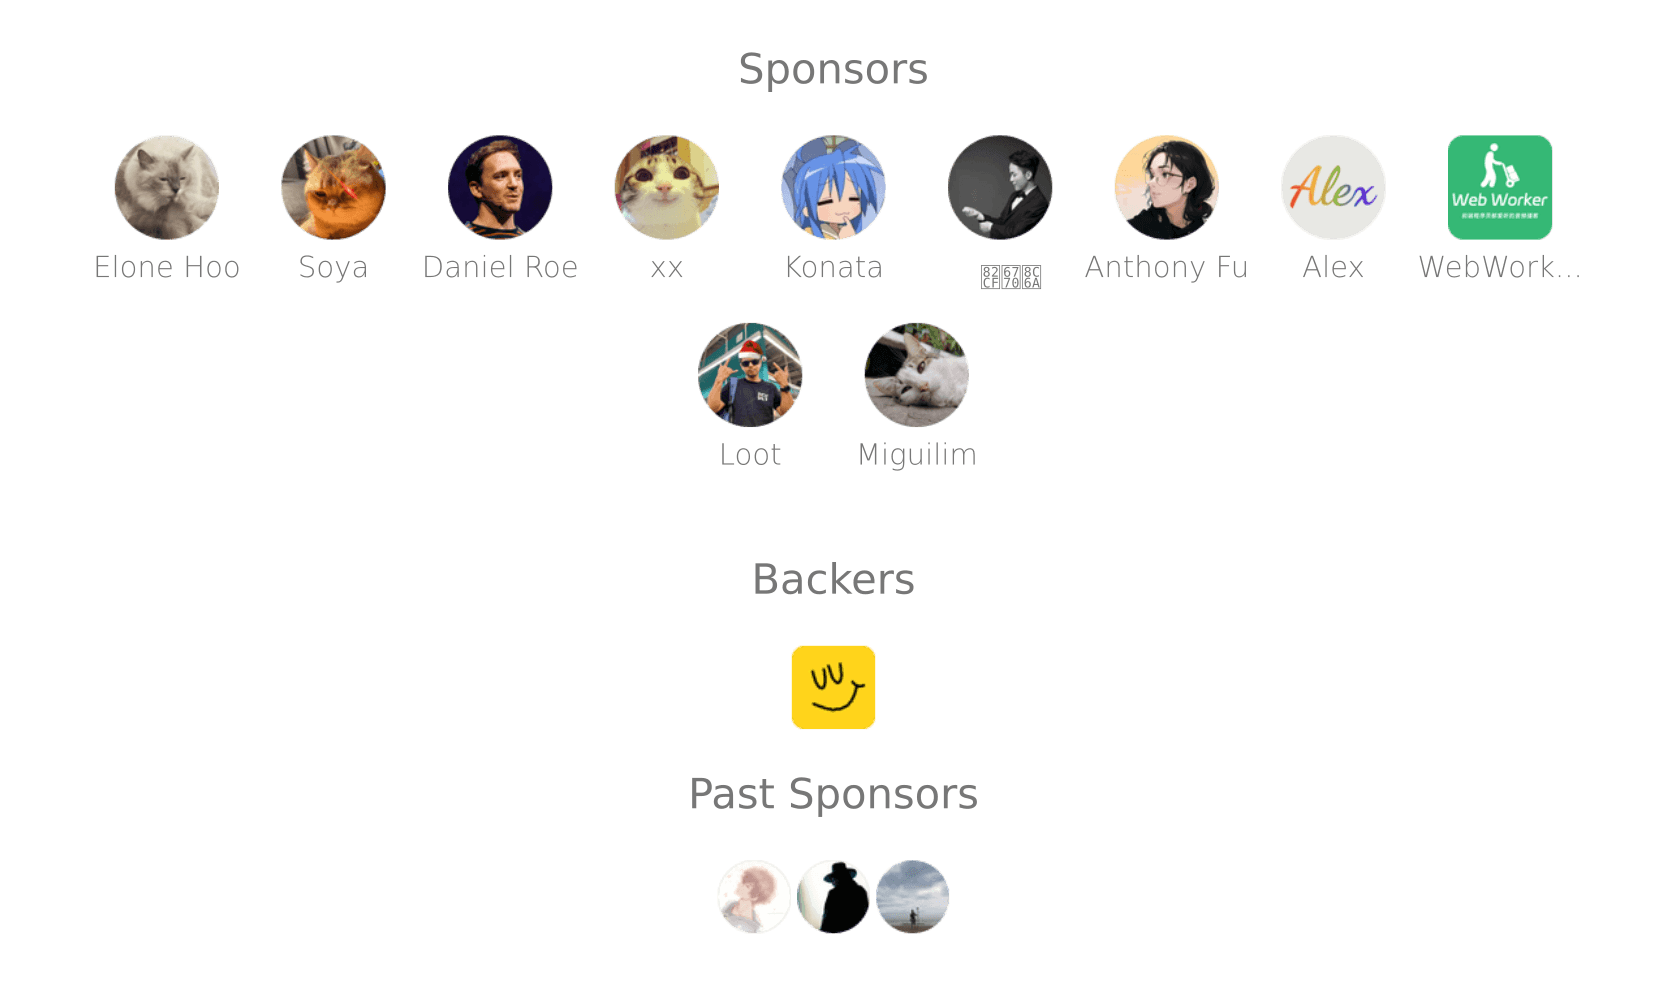 Sponsors
Alex
Web Worker
Elone Hoo Soya Daniel Roe xx Konata Anthony Fu Alex WebWork...
Loot Miguilim
Backers
Past Sponsors